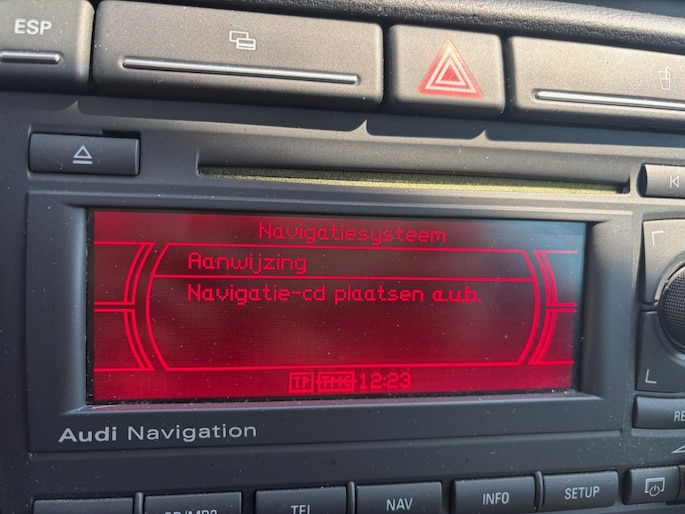 ESP
Navigatiesysteem
Aanwijzing
Navigatie-cd plaatsen a.u.b.
TP TMC 12:23
Audi Navigation
TEL
NAV
INFO
SETUP